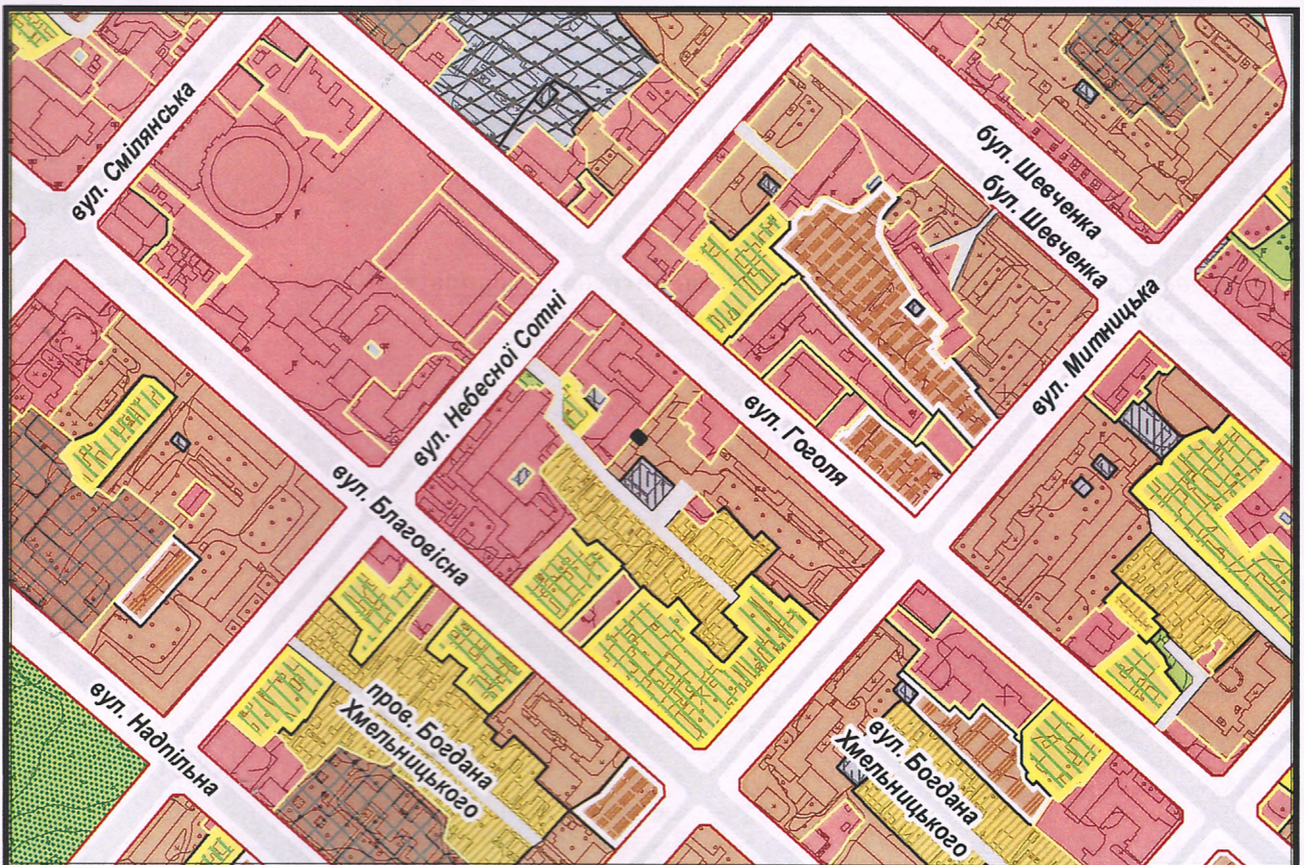 вул. Смілянська
бул. Шевченка
бул. Шевченка
вул. Митницька
вул. Небесної Сотні
вул. Гоголя
вул. Благовісна
вул. Надпільна
пров. Богдана
Хмельницького
вул. Богдана
Хмельницького